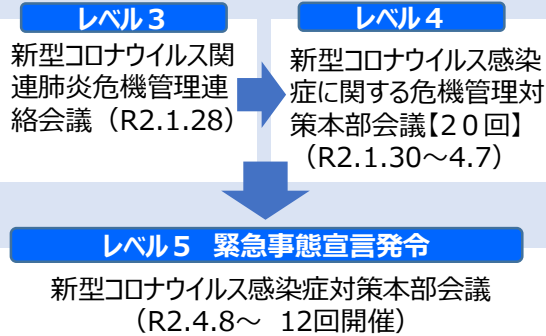 レベル３
新型コロナウイルス関
連肺炎危機管理連
絡会議（R2.1.28）
レベル４
新型コロナウイルス感染
症に関する危機管理対
策本部会議【２０回】
（R2.1.30～4.7）
レベル５　緊急事態宣言発令
新型コロナウイルス感染症対策本部会議
（R2.4.8～ 12回開催）